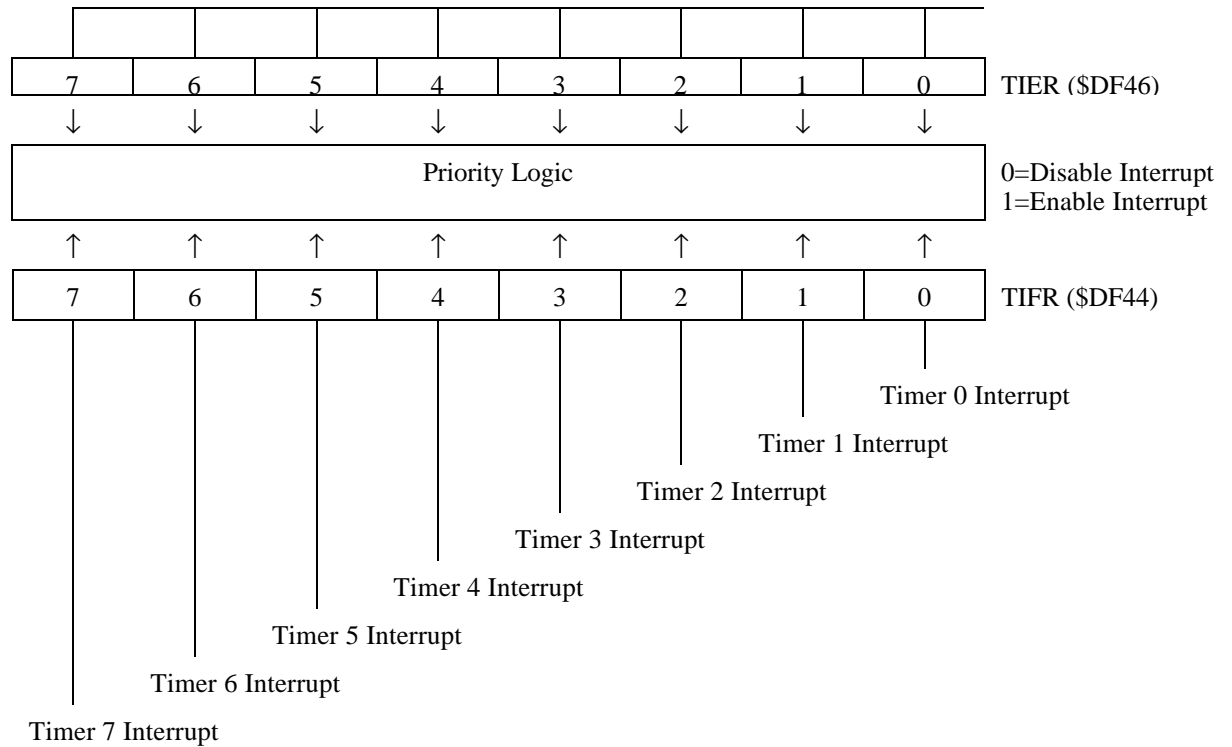 7 6 5 4 3 2 1 0 TIER ($DF46)
↓ ↓ ↓ ↓ ↓ ↓ ↓ ↓
Priority Logic 0=Disable Interrupt
1=Enable Interrupt
↑ ↑ ↑ ↑ ↑ ↑ ↑ ↑
7 6 5 4 3 2 1 0 TIFR ($DF44)
Timer 0 Interrupt
Timer 1 Interrupt
Timer 2 Interrupt
Timer 3 Interrupt
Timer 4 Interrupt
Timer 5 Interrupt
Timer 6 Interrupt
Timer 7 Interrupt